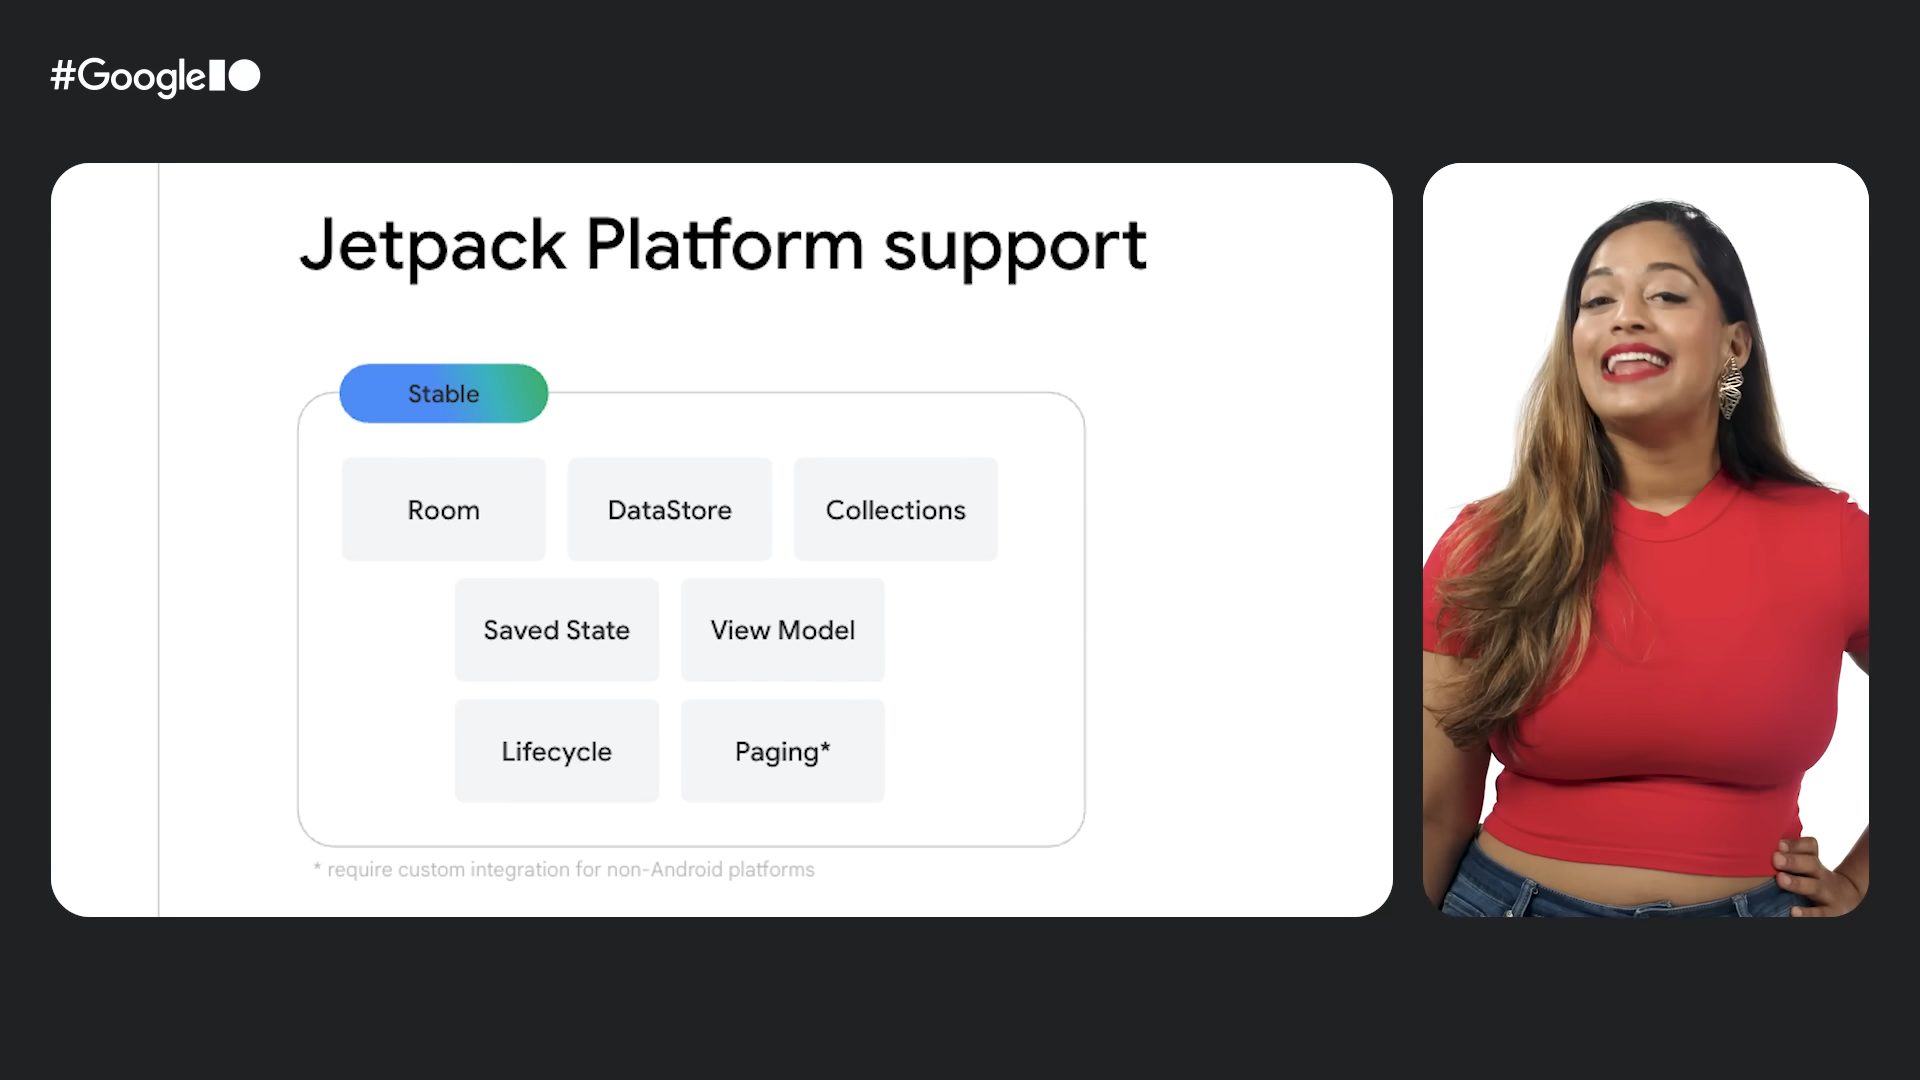 #GoogleIO
Jetpack Platform support
Stable
Room DataStore Collections
Saved State View Model
Lifecycle Paging*
* require custom integration for non-Android platforms